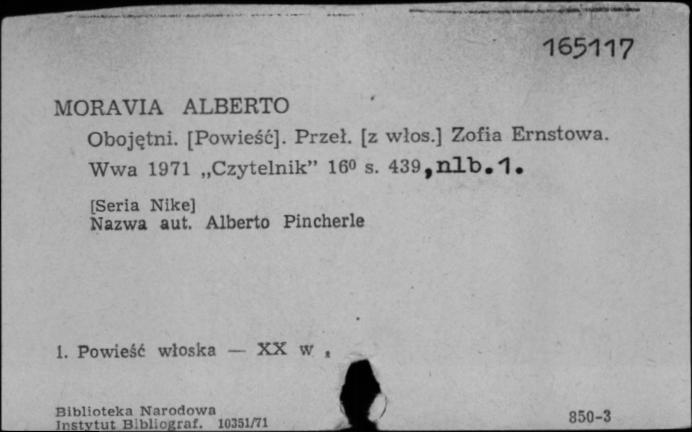 165117
MORAVIA ALBERTO
Obojętni. [Powieść]. Przeł. [z włos.] Zofia Ernstowa.
Wwa 1971 „Czytelnik” 16⁰ s. 439, nlb. 1.
[Seria Nike]
Nazwa aut. Alberto Pincherle
1. Powieść włoska — XX w.
Biblioteka Narodowa
Instytut Bibliograf. 10351/71
850-3